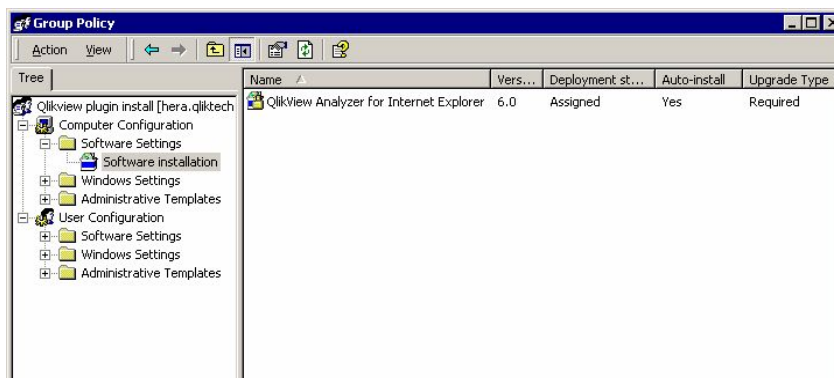 Group Policy
Action View
Tree
Name Vers... Deployment st... Auto-install Upgrade Type
Qlikview plugin install [hera.qliktech
QlikView Analyzer for Internet Explorer 6.0 Assigned Yes Required
Computer Configuration
Software Settings
Software installation
Windows Settings
Administrative Templates
User Configuration
Software Settings
Windows Settings
Administrative Templates